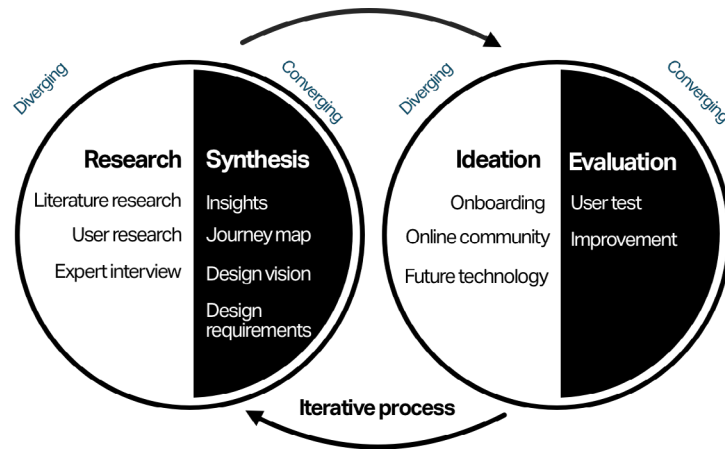 Diverging
Converging
Research
Literature research
User research
Expert interview
Synthesis
Insights
Journey map
Design vision
Design
requirements
Diverging
Converging
Ideation
Onboarding
Online community
Future technology
Evaluation
User test
Improvement
Iterative process